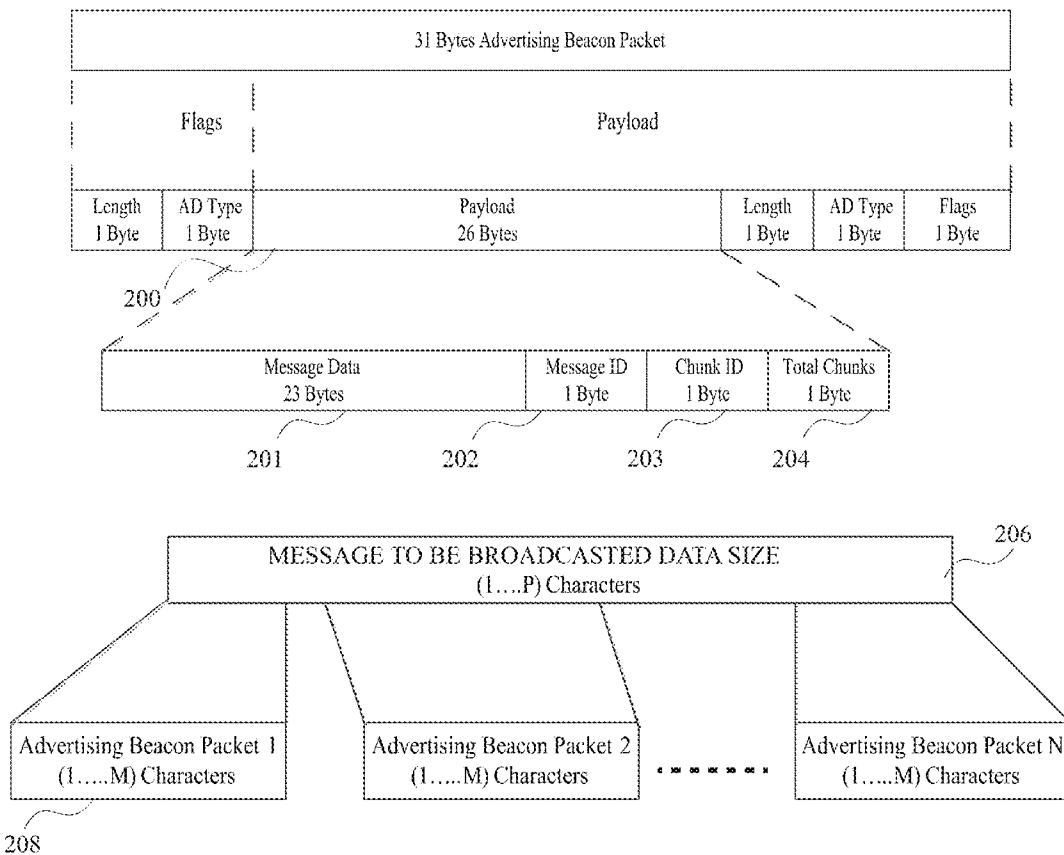 31 Bytes Advertising Beacon Packet
Flags
Payload
Length
1 Byte
AD Type
1 Byte
Payload
26 Bytes
Length
1 Byte
AD Type
1 Byte
Flags
1 Byte
200
Message Data
23 Bytes
Message ID
1 Byte
Chunk ID
1 Byte
Total Chunks
1 Byte
201
202
203
204
206
MESSAGE TO BE BROADCASTED DATA SIZE
(1....P) Characters
Advertising Beacon Packet 1
(1.....M) Characters
Advertising Beacon Packet 2
(1.....M) Characters
Advertising Beacon Packet N
(1.....M) Characters
208